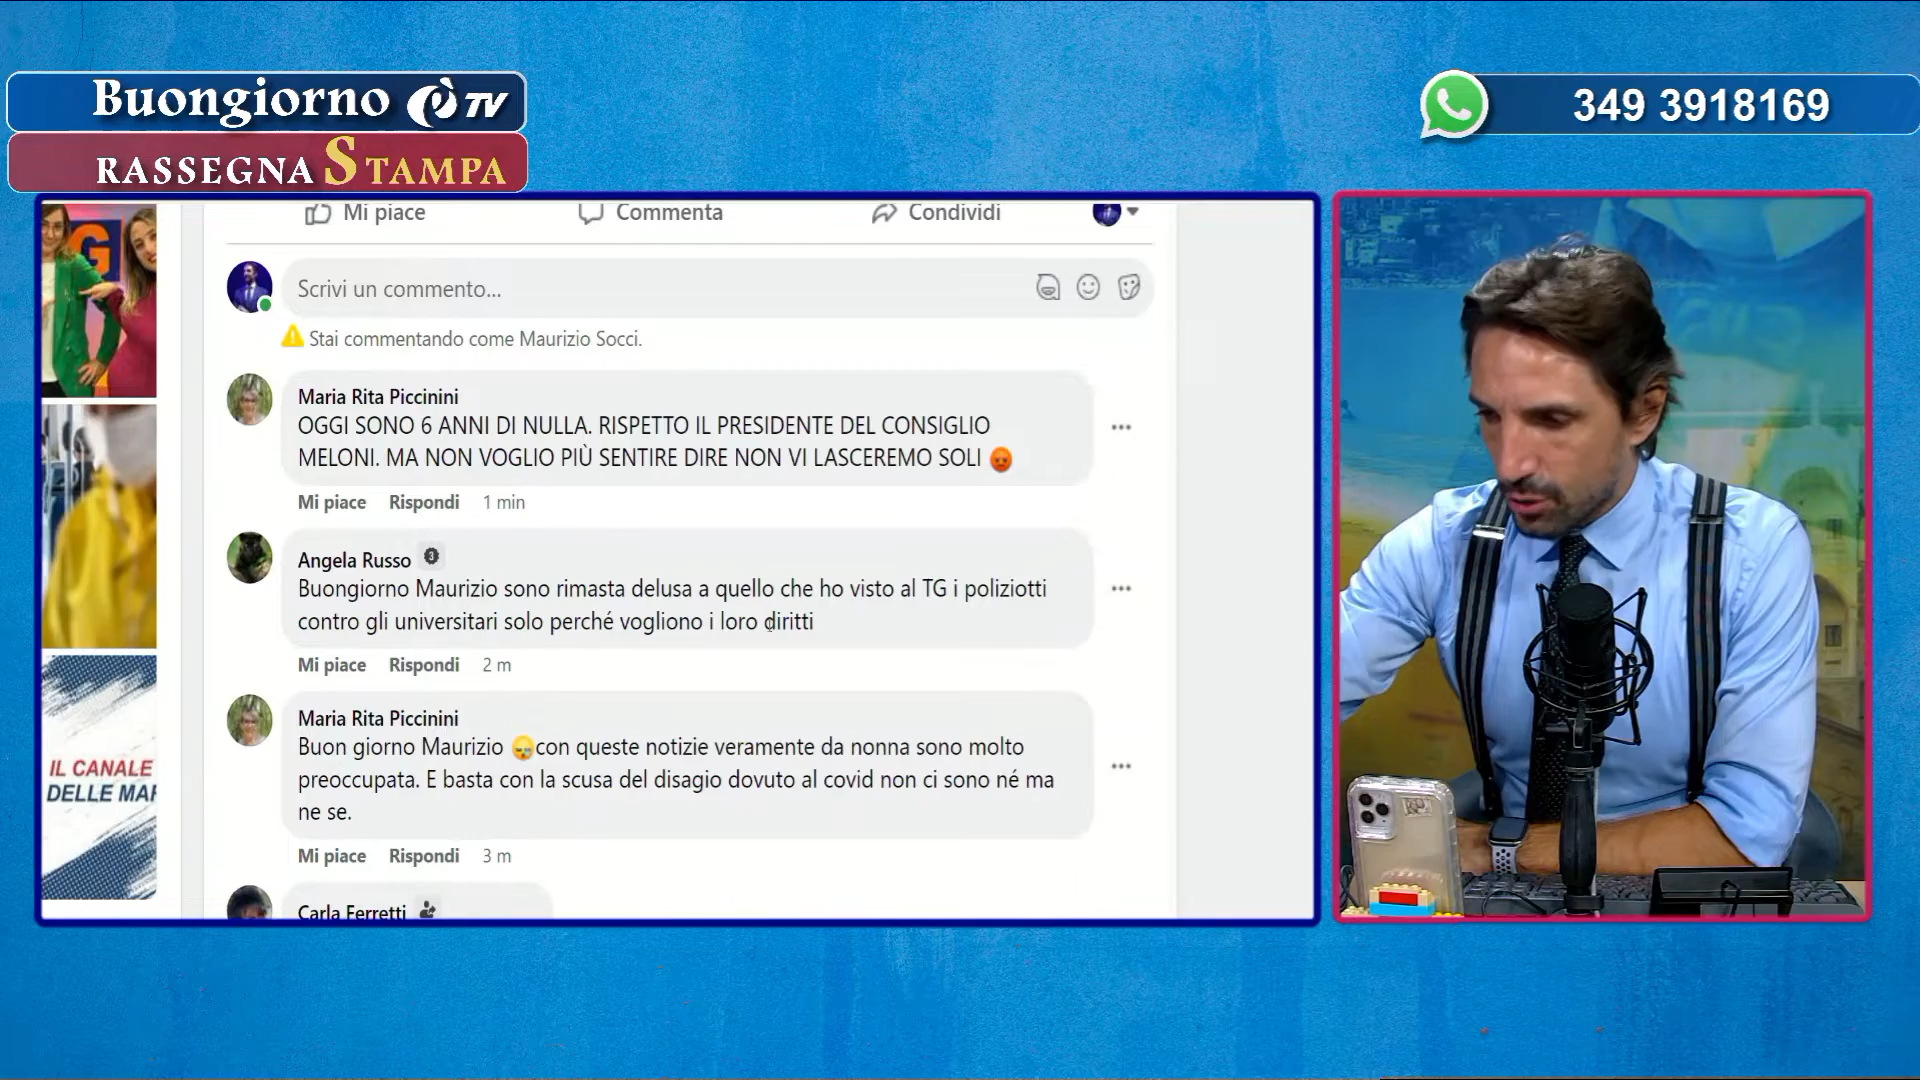 Buongiorno è TV
RASSEGNA STAMPA
349 3918169
G
Mi piace
Commenta
Condividi
Scrivi un commento...
Stai commentando come Maurizio Socci.
Maria Rita Piccinini
OGGI SONO 6 ANNI DI NULLA. RISPETTO IL PRESIDENTE DEL CONSIGLIO
MELONI. MA NON VOGLIO PIÙ SENTIRE DIRE NON VI LASCEREMO SOLI 😡
Mi piace Rispondi 1 min
Angela Russo
Buongiorno Maurizio sono rimasta delusa a quello che ho visto al TG i poliziotti
contro gli universitari solo perché vogliono i loro diritti
Mi piace Rispondi 2 m
Maria Rita Piccinini
Buon giorno Maurizio 😪con queste notizie veramente da nonna sono molto
preoccupata. E basta con la scusa del disagio dovuto al covid non ci sono né ma
ne se.
Mi piace Rispondi 3 m
Carla Ferretti
IL CANALE
DELLE MAR